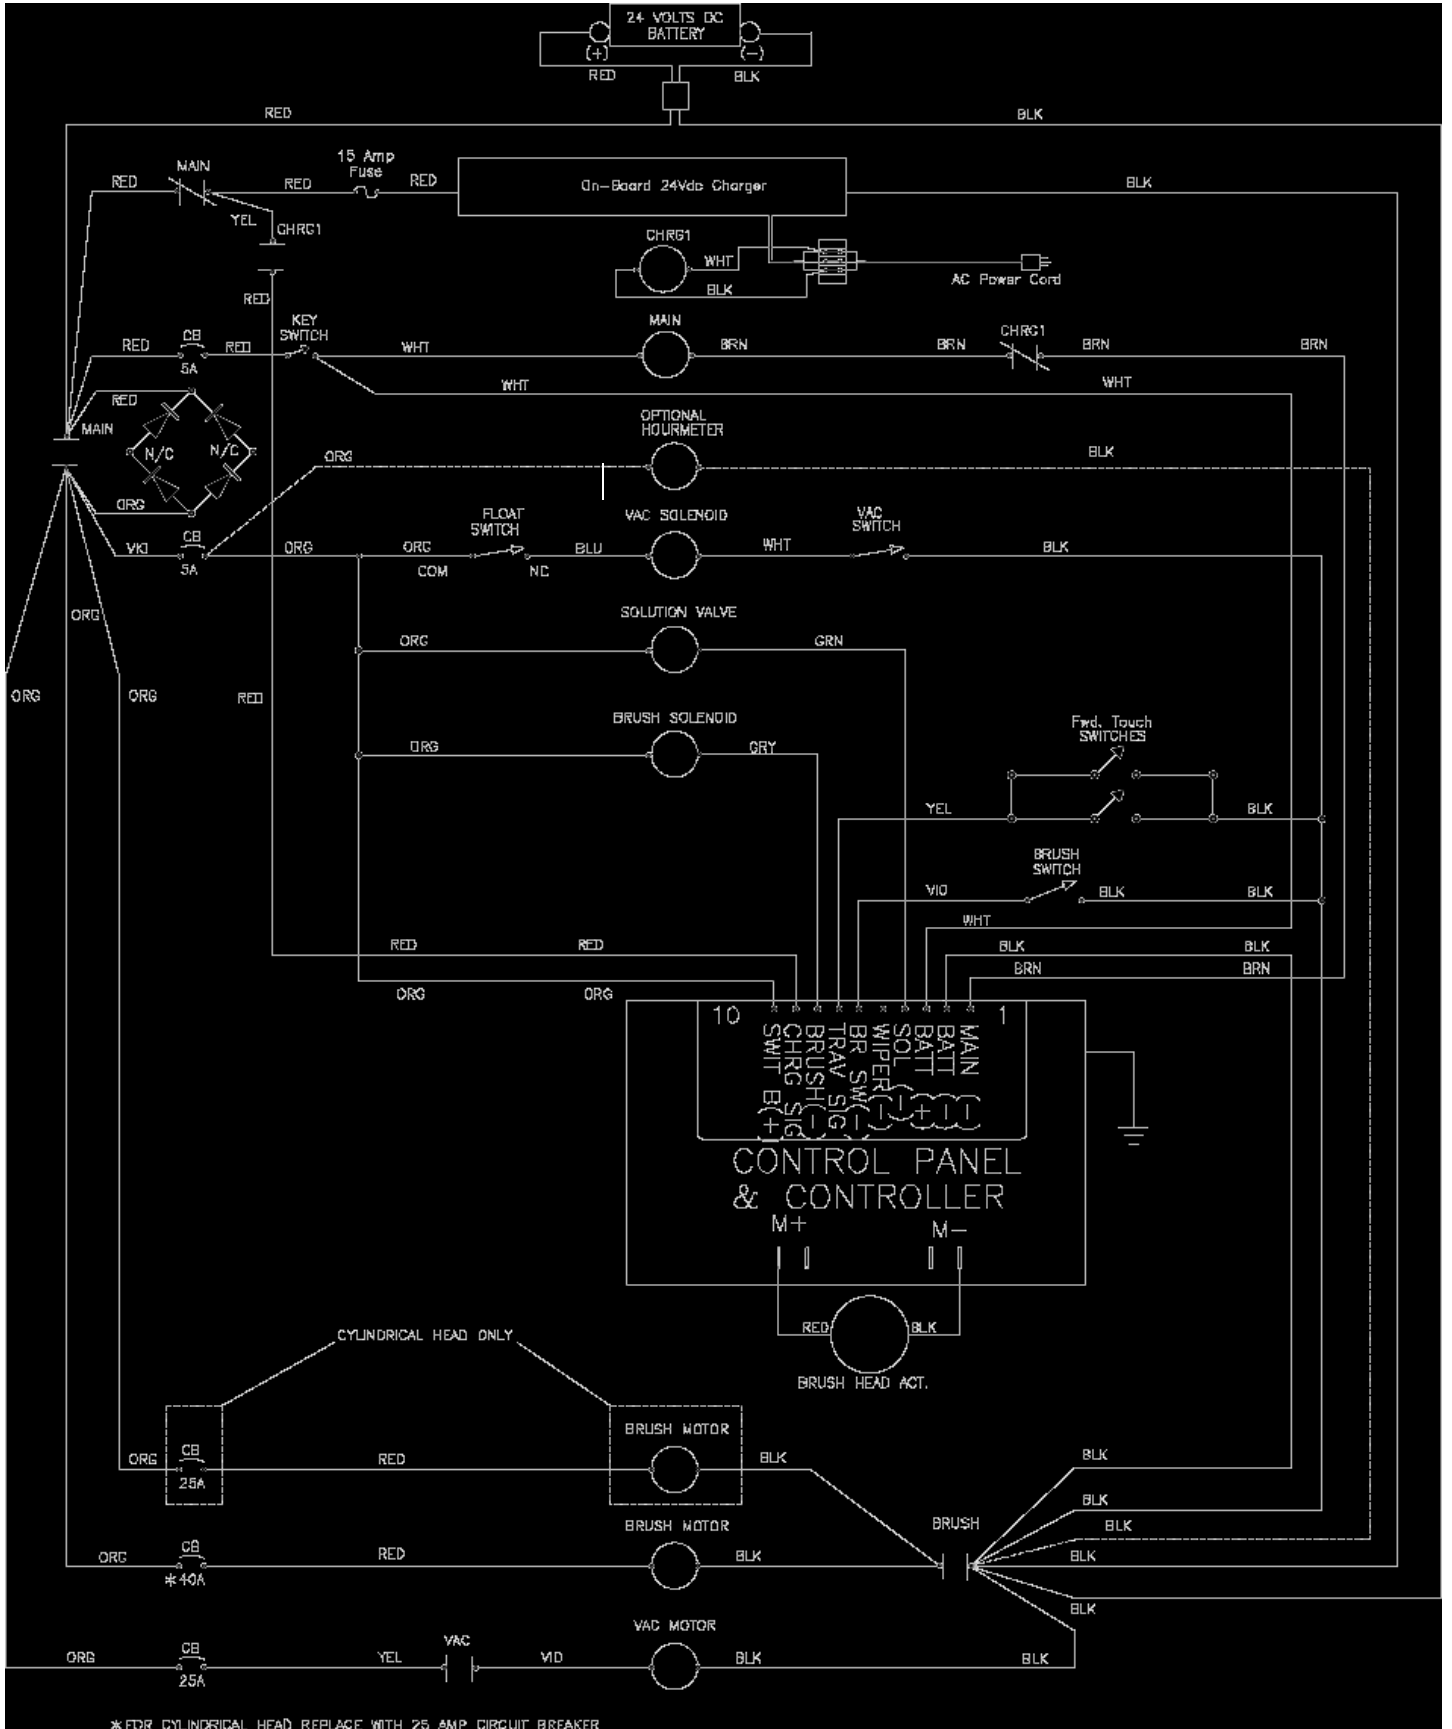 24 VOLTS DC
BATTERY
(+)
(-)
RED
BLK
RED
BLK
15 Amp
Fuse
MAIN
RED
RED
RED
On-Board 24Vdc Charger
BLK
YEL
CHRG1
CHRG1
WHT
BLK
AC Power Cord
RED
KEY
SWITCH
MAIN
CHRG1
CB
RED
RED
WHT
BRN
BRN
BRN
BRN
5A
WHT
WHT
RED
OPTIONAL
HOURMETER
MAIN
N/C
N/C
ORG
BLK
ORG
FLOAT
SWITCH
VAC SOLENOID
VAC
SWITCH
CB
VIO
ORG
ORG
BLU
WHT
BLK
5A
COM
NC
ORG
SOLUTION VALVE
ORG
GRN
ORG
ORG
RED
BRUSH SOLENOID
ORG
GRY
Fwd. Touch
SWITCHES
YEL
BLK
BRUSH
SWITCH
VIO
BLK
BLK
WHT
RED
RED
BLK
BLK
BRN
BRN
ORG
ORG
10
1
SWIT B(+)
CHRG SIG
BRUSH(-)
TRAV SIG
BR SW(-)
WIPER(-)
SOL (-)
BATT (+)
BATT (-)
MAIN (-)
CONTROL PANEL
& CONTROLLER
M+
M-
RED
BLK
BRUSH HEAD ACT.
CYLINDRICAL HEAD ONLY
BRUSH MOTOR
CB
ORG
RED
BLK
BLK
25A
BLK
BRUSH MOTOR
BRUSH
BLK
CB
ORG
RED
BLK
BLK
*40A
BLK
VAC MOTOR
VAC
CB
ORG
YEL
VIO
BLK
BLK
25A
*FOR CYLINDRICAL HEAD REPLACE WITH 25 AMP CIRCUIT BREAKER